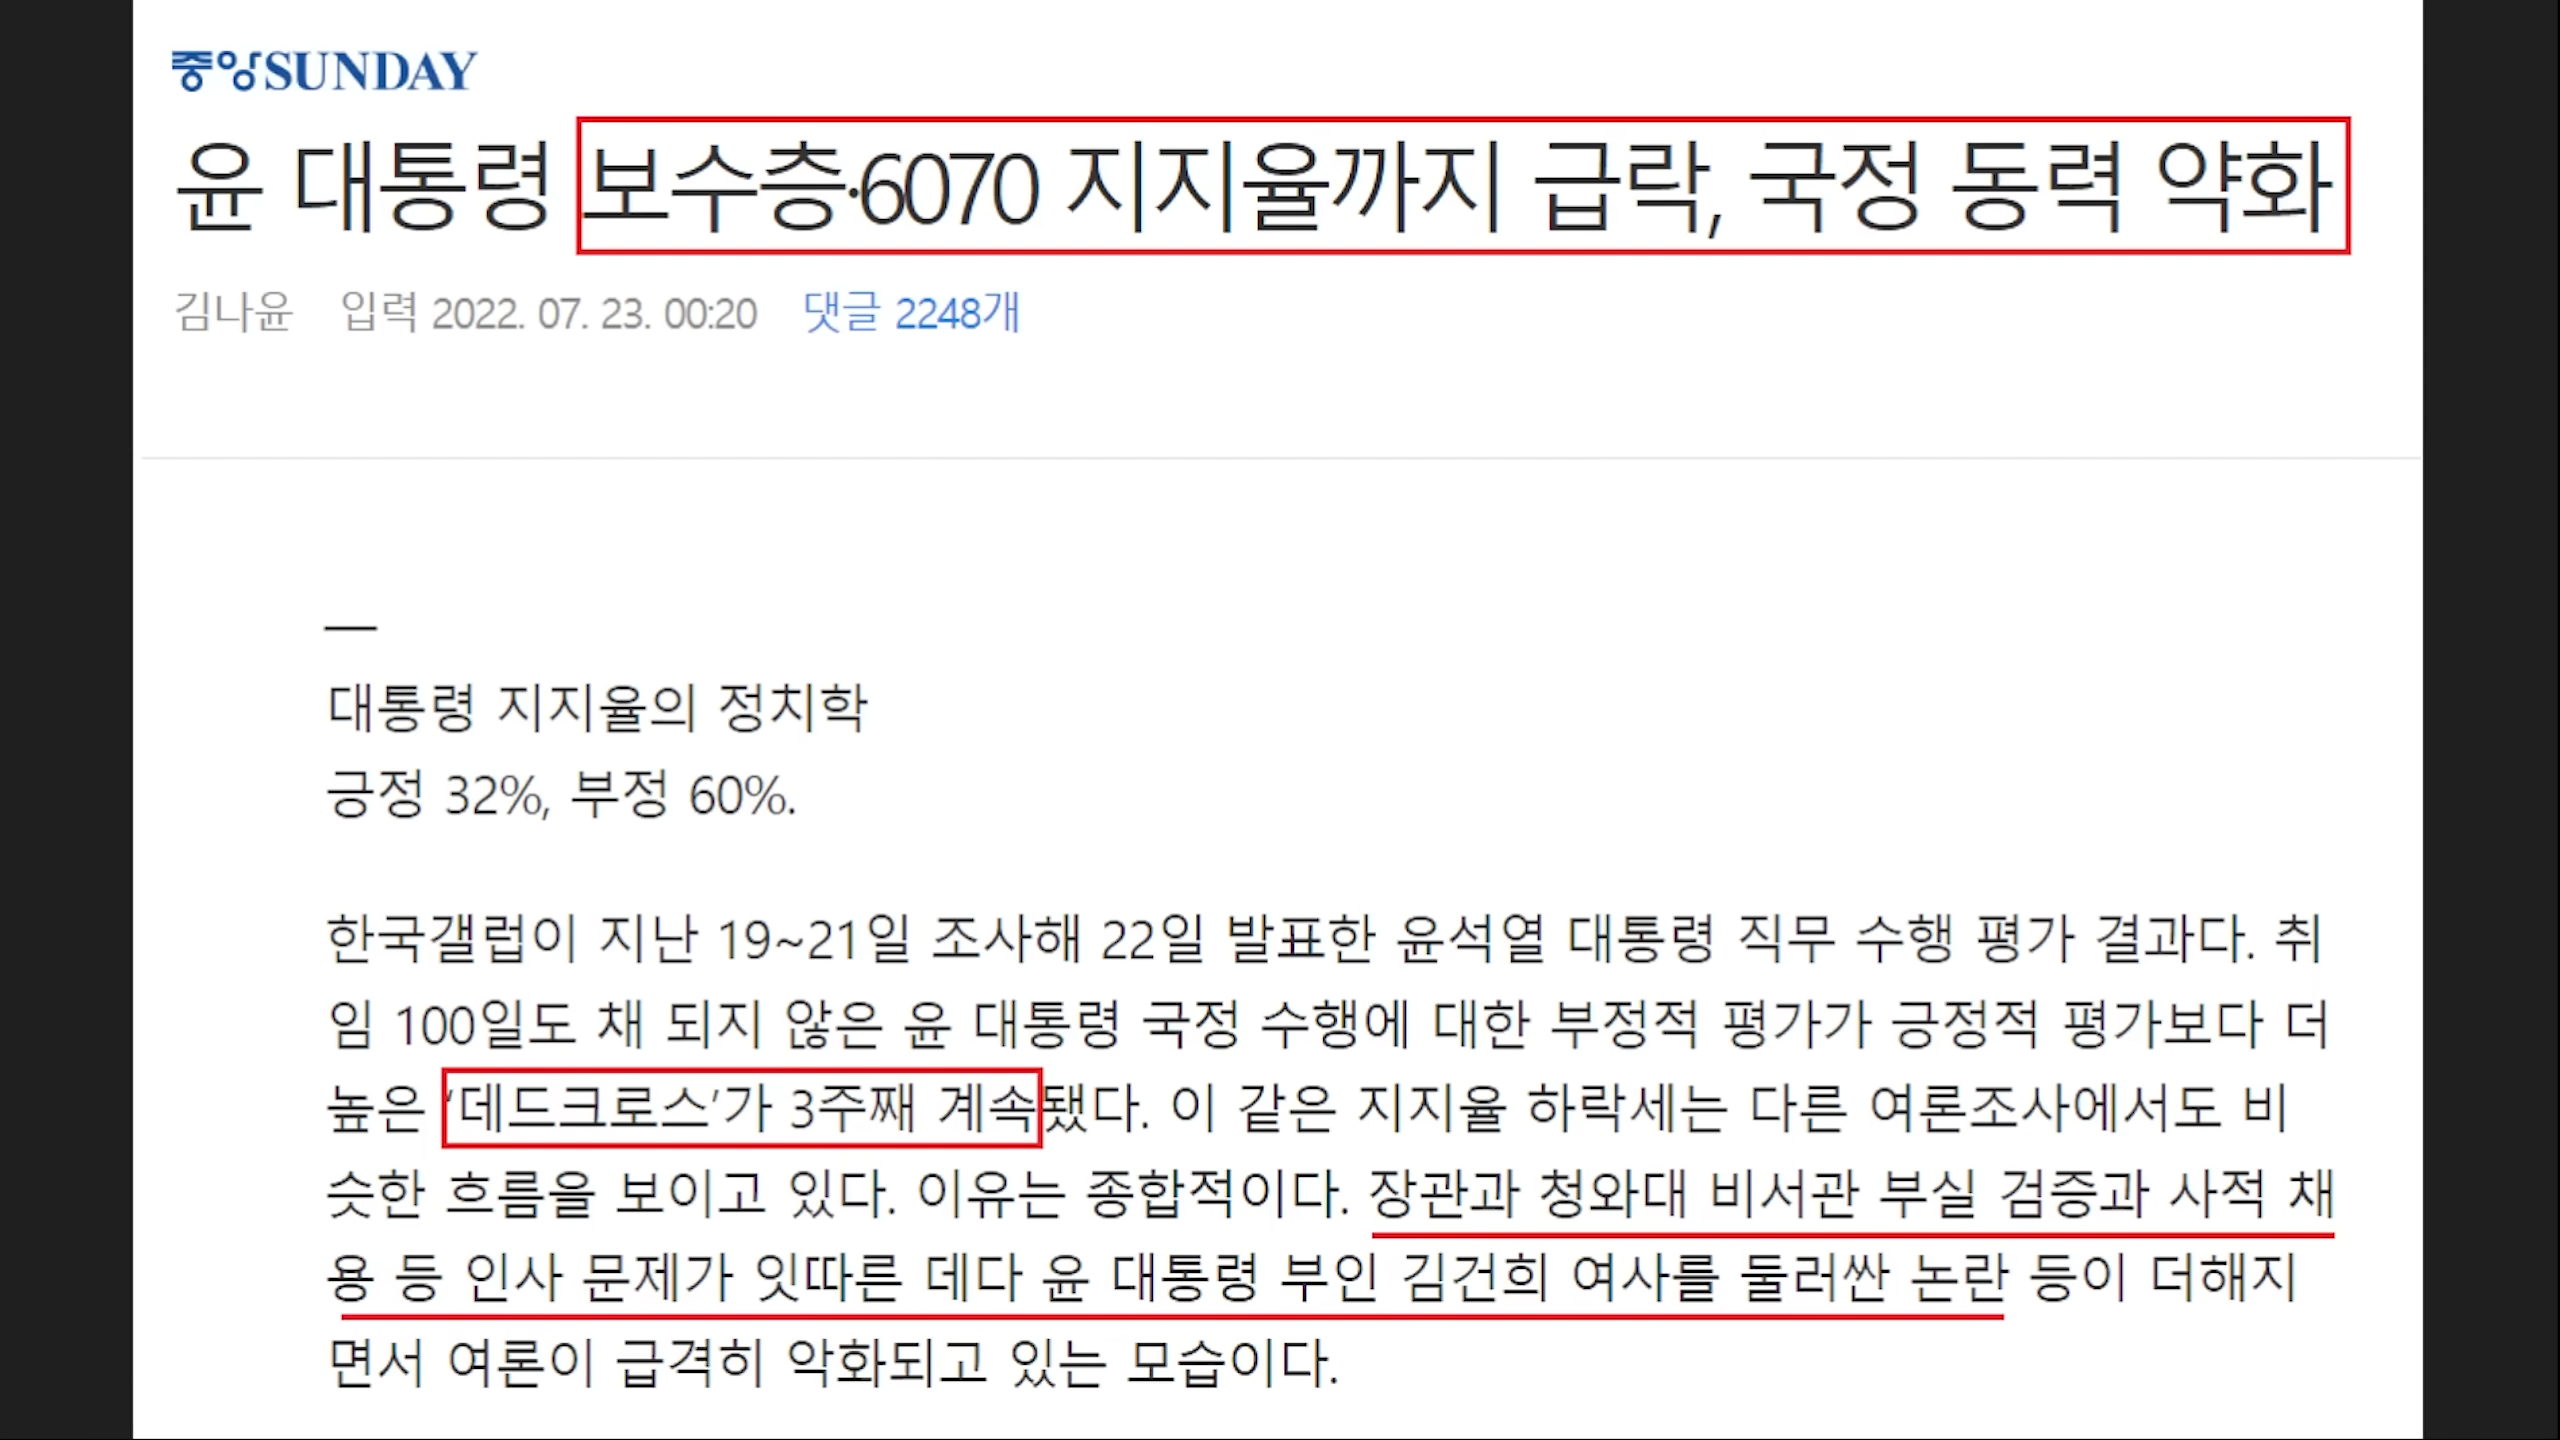 중앙SUNDAY
윤 대통령 보수층·6070 지지율까지 급락, 국정 동력 약화
김나윤 입력 2022. 07. 23. 00:20 댓글 2248개
대통령 지지율의 정치학
긍정 32%, 부정 60%.
한국갤럽이 지난 19~21일 조사해 22일 발표한 윤석열 대통령 직무 수행 평가 결과다. 취
임 100일도 채 되지 않은 윤 대통령 국정 수행에 대한 부정적 평가가 긍정적 평가보다 더
높은 ‘데드크로스’가 3주째 계속됐다. 이 같은 지지율 하락세는 다른 여론조사에서도 비
슷한 흐름을 보이고 있다. 이유는 종합적이다. 장관과 청와대 비서관 부실 검증과 사적 채
용 등 인사 문제가 잇따른 데다 윤 대통령 부인 김건희 여사를 둘러싼 논란 등이 더해지
면서 여론이 급격히 악화되고 있는 모습이다.